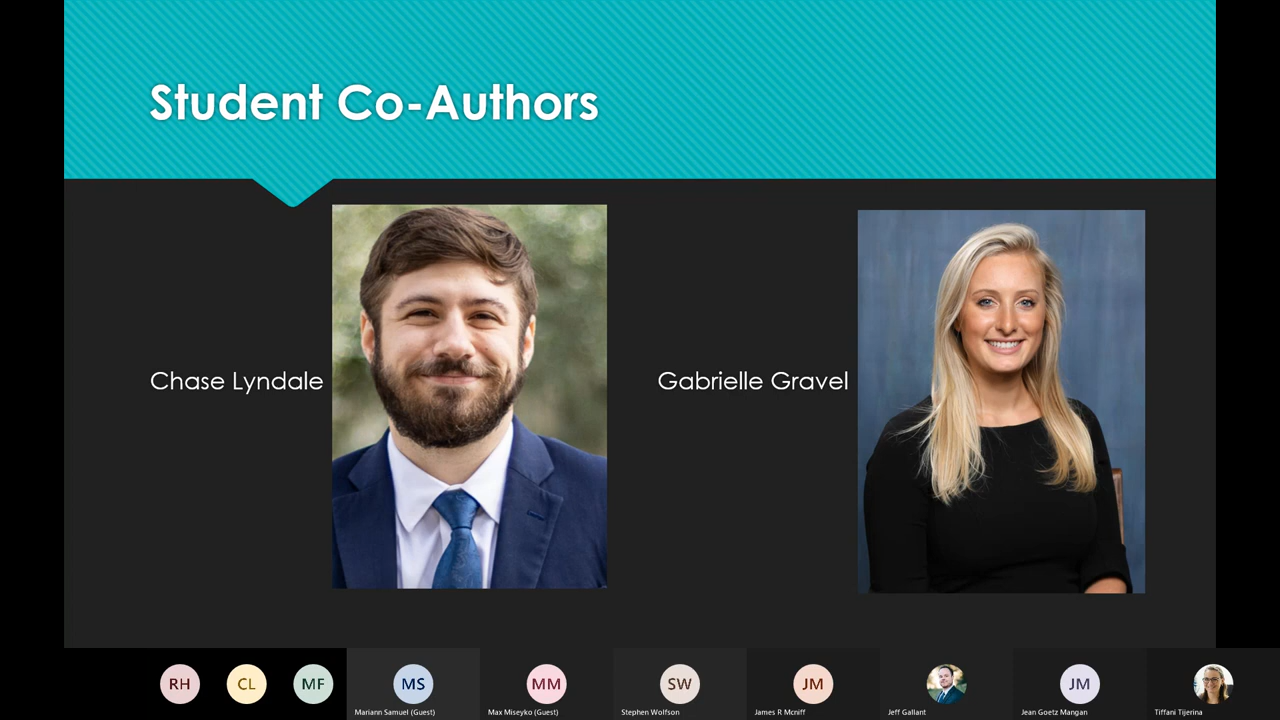 Student Co-Authors
Chase Lyndale
Gabrielle Gravel
RH
CL
MF
MS
MM
SW
JM
JM
Mariann Samuel (Guest)
Max Miseyko (Guest)
Stephen Wolfson
James R Mcniff
Jeff Gallant
Jean Goetz Mangan
Tiffani Tijerina